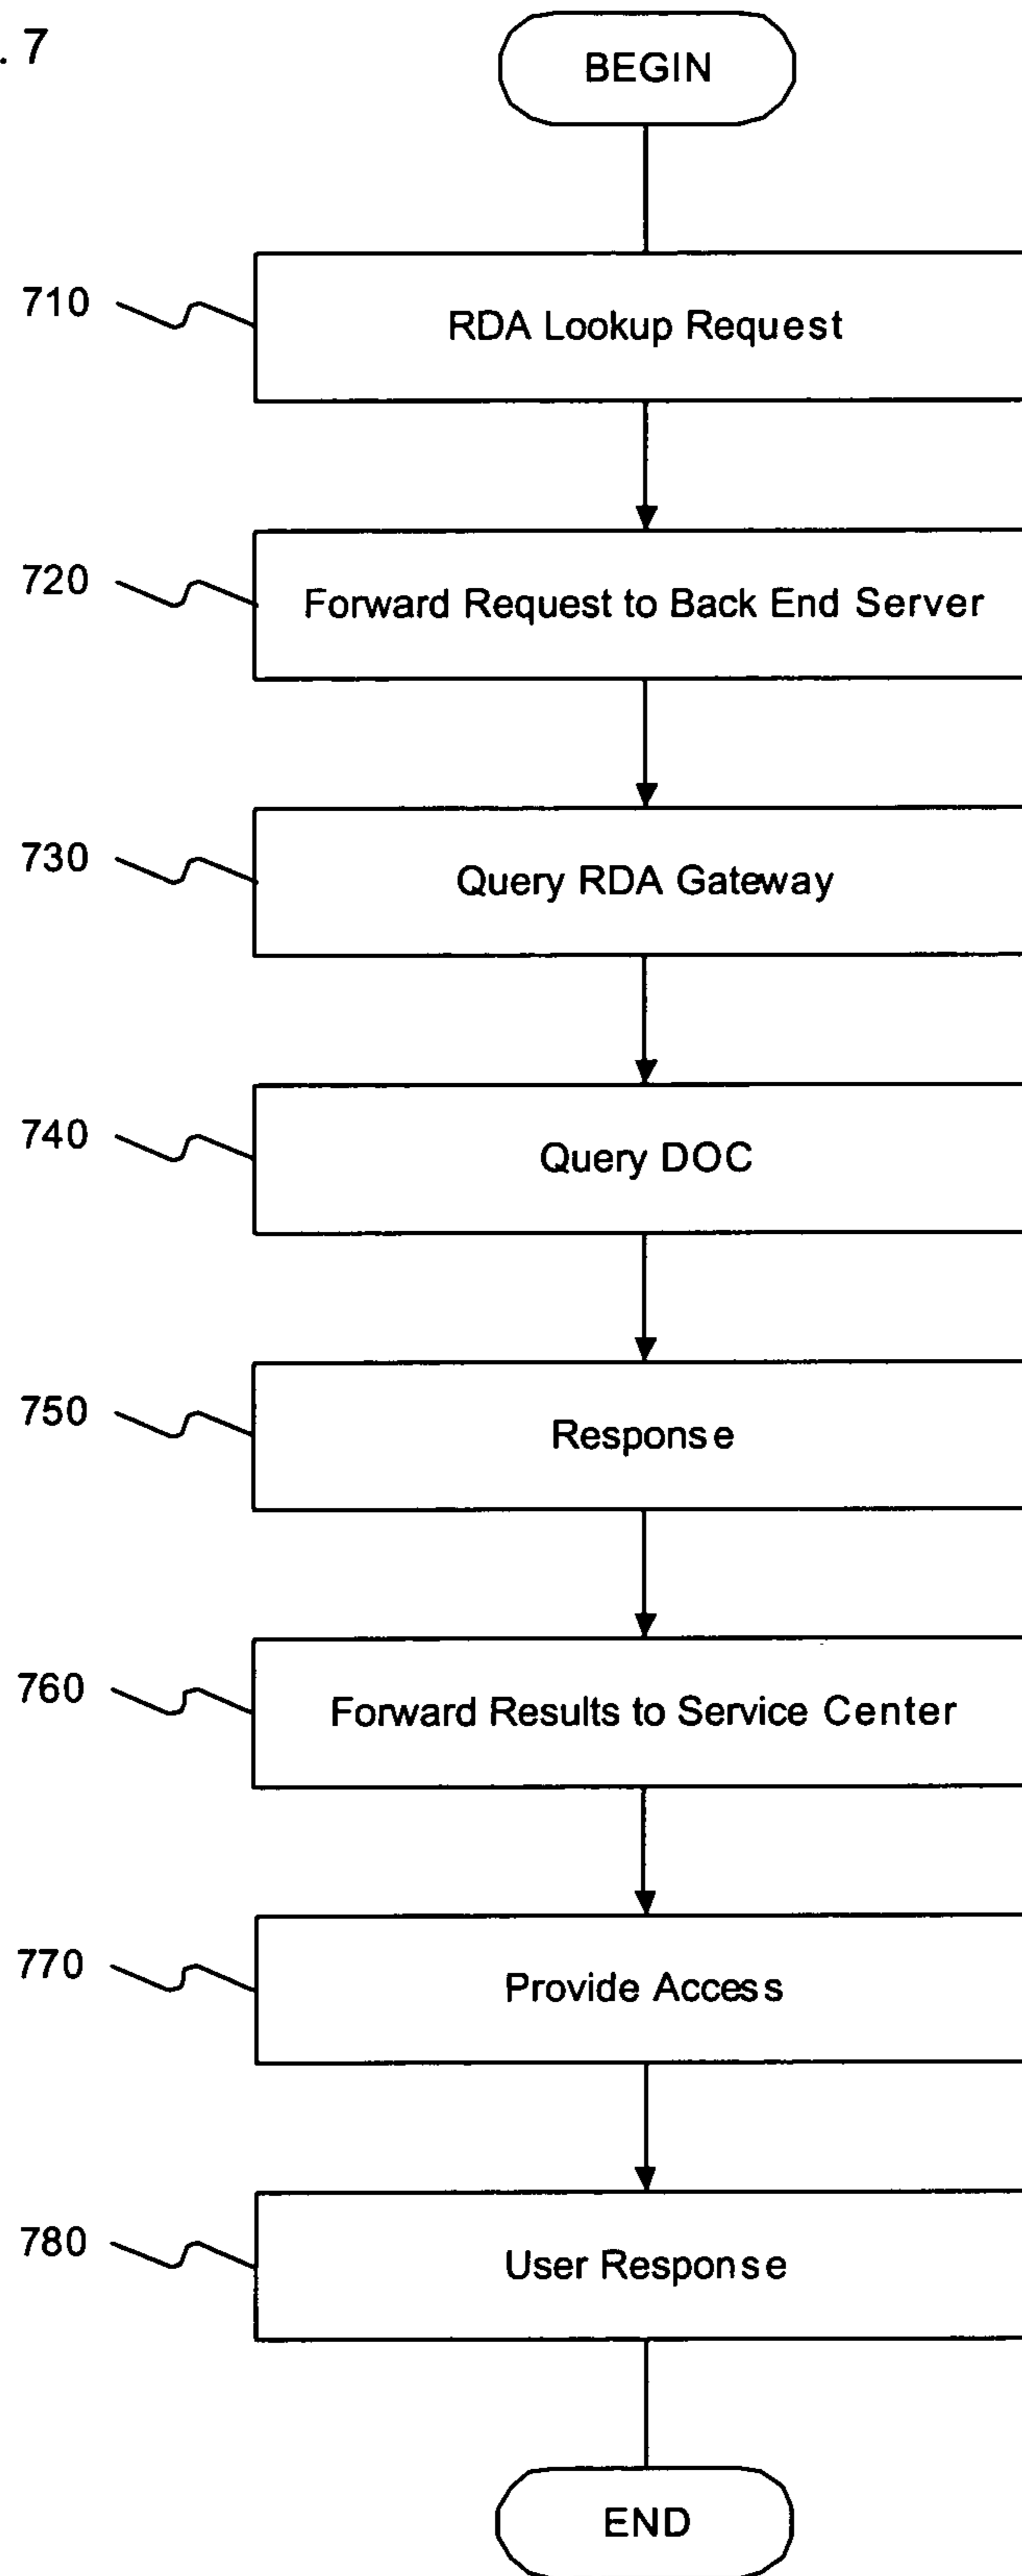 . 7
BEGIN
710
RDA Lookup Request
720
Forward Request to Back End Server
730
Query RDA Gateway
740
Query DOC
750
Response
760
Forward Results to Service Center
770
Provide Access
780
User Response
END